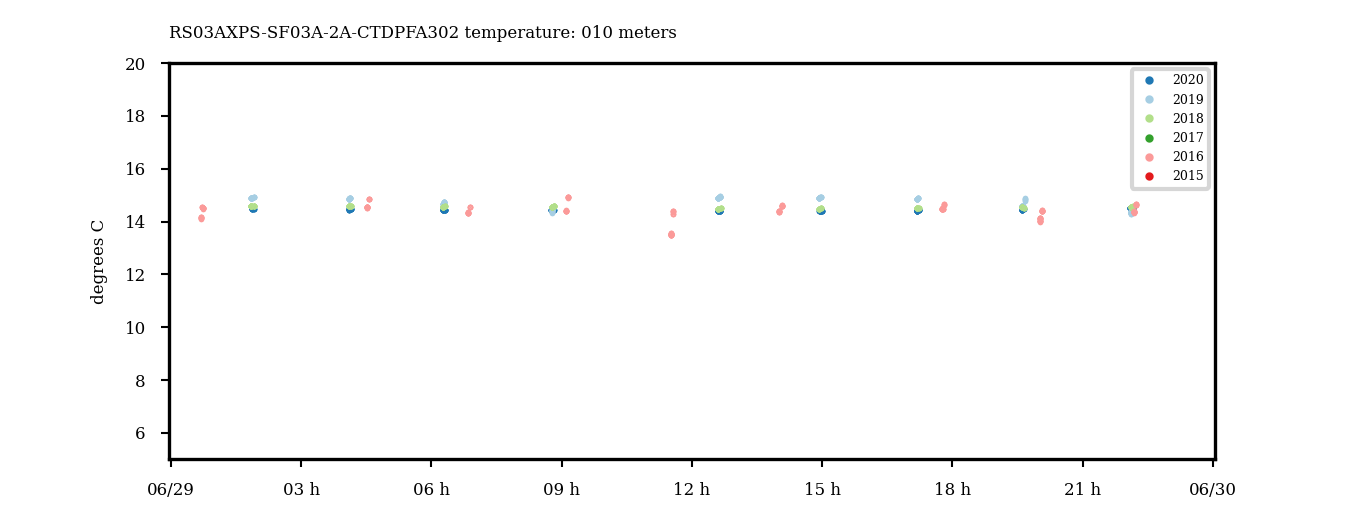 RS03AXPS-SF03A-2A-CTDPFA302 temperature: 010 meters
20
18
16
14
12
10
8
6
degrees C
2020
2019
2018
2017
2016
2015
06/29
03 h
06 h
09 h
12 h
15 h
18 h
21 h
06/30